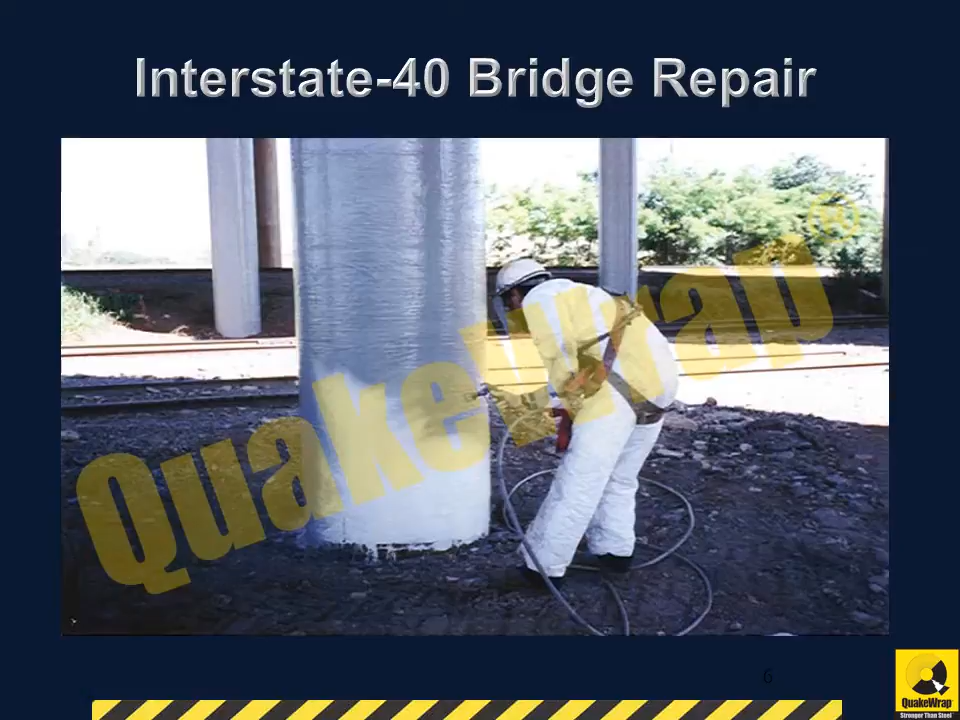 Interstate-40 Bridge Repair
QuakeWrap®
6
QuakeWrap
Stronger Than Steel